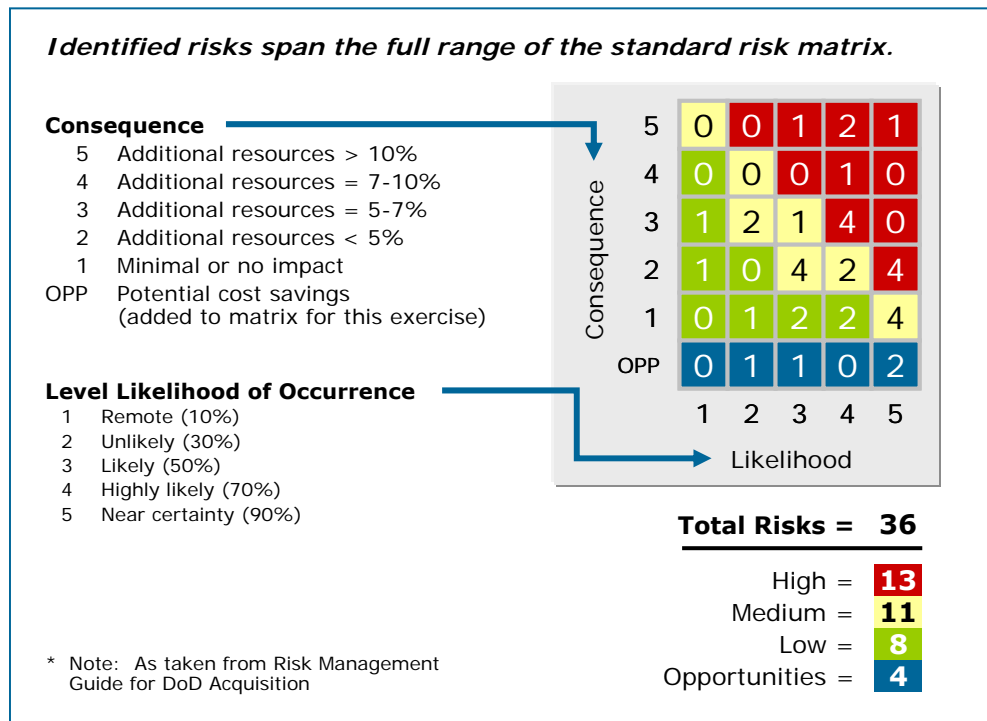 Identified risks span the full range of the standard risk matrix.
Consequence
5 Additional resources > 10%
4 Additional resources = 7-10%
3 Additional resources = 5-7%
2 Additional resources < 5%
1 Minimal or no impact
OPP Potential cost savings
(added to matrix for this exercise)
Level Likelihood of Occurrence
1 Remote (10%)
2 Unlikely (30%)
3 Likely (50%)
4 Highly likely (70%)
5 Near certainty (90%)
* Note: As taken from Risk Management
Guide for DoD Acquisition
Consequence
5 0 0 1 2 1
4 0 0 0 1 0
3 1 2 1 4 0
2 1 0 4 2 4
1 0 1 2 2 4
OPP 0 1 1 0 2
1 2 3 4 5
Likelihood
Total Risks = 36
High = 13
Medium = 11
Low = 8
Opportunities = 4